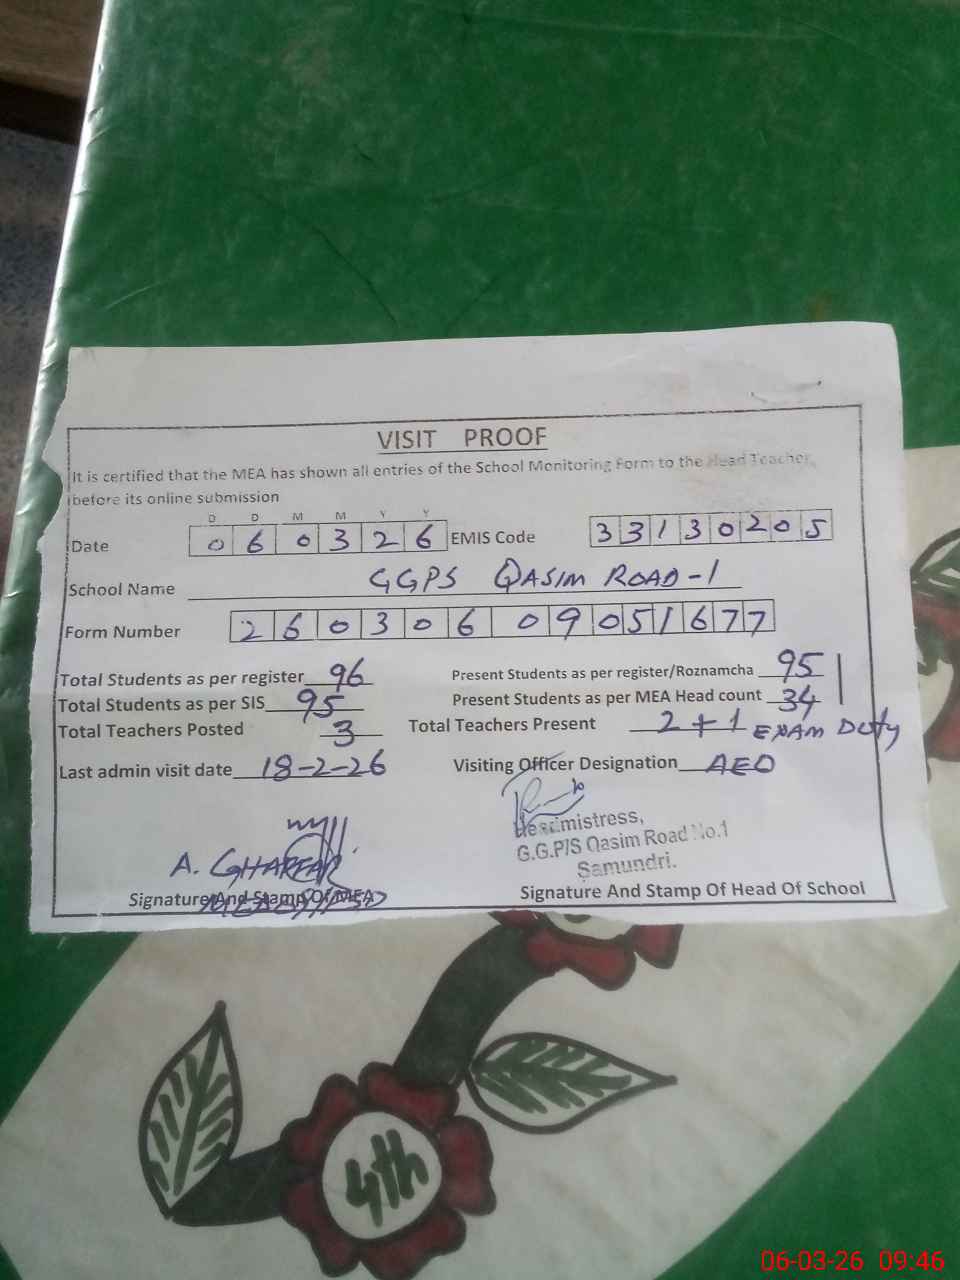 VISIT PROOF
It is certified that the MEA has shown all entries of the School Monitoring Form to the Head Teacher,
before its online submission
D D M M Y Y
Date 0 6 0 3 2 6 EMIS Code 3 3 1 3 0 2 0 5
School Name GGPS QASIM ROAD-1
Form Number 2 6 0 3 0 6 0 9 0 5 1 6 7 7
Total Students as per register 96 Present Students as per register/Roznamcha 95
Total Students as per SIS 95 Present Students as per MEA Head count 34
Total Teachers Posted 3 Total Teachers Present 2+1 EXAM Duty
Last admin visit date 18-2-26 Visiting Officer Designation AEO
Headmistress,
G.G.P/S Qasim Road No.1
Samundri.
A. GHAFFAR
Signature And Stamp Of MEA Signature And Stamp Of Head Of School
4th
06-03-26 09:46